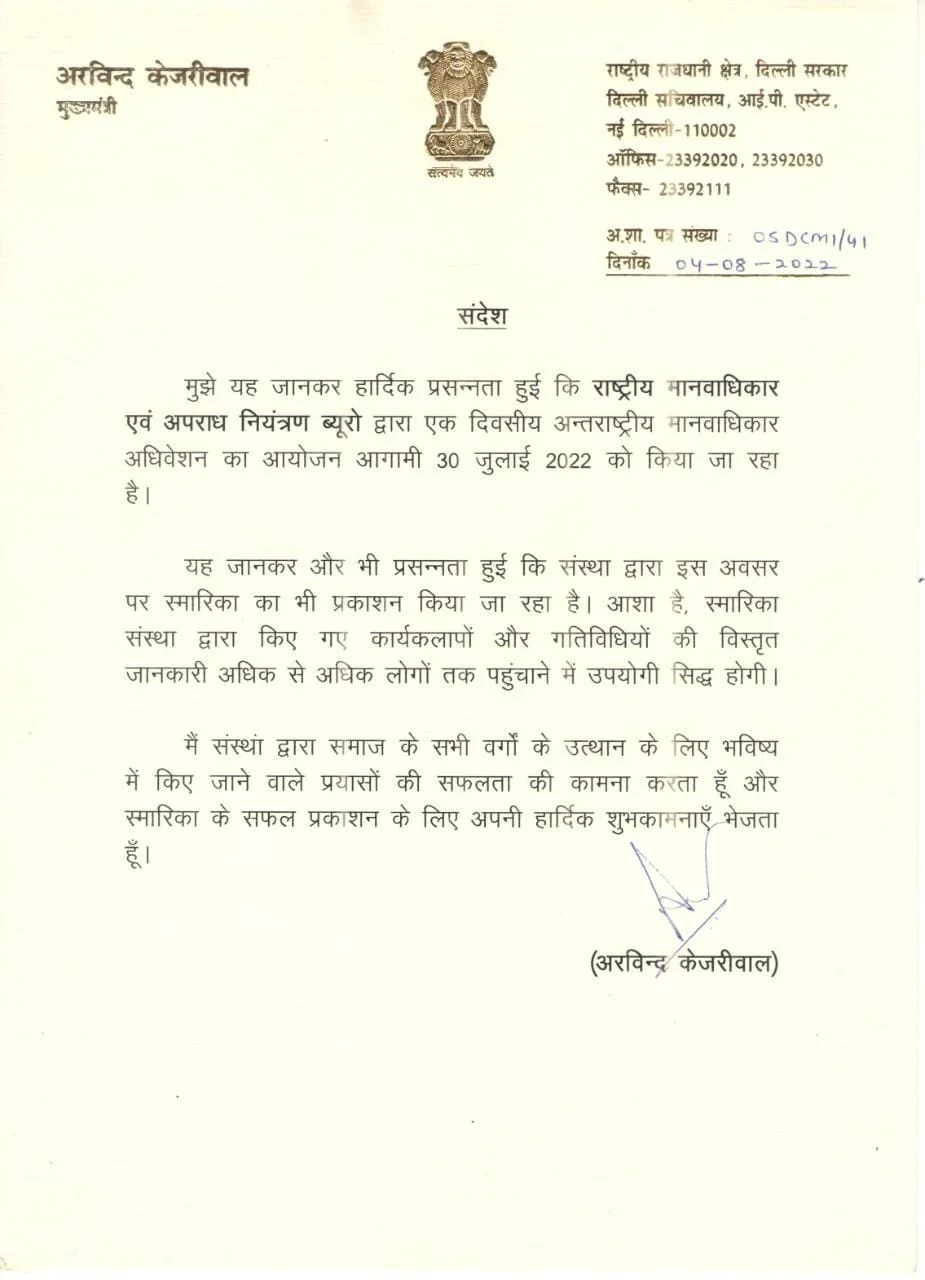 अरविन्द केजरीवाल
मुख्यमंत्री
सत्यमेव जयते
राष्ट्रीय राजधानी क्षेत्र, दिल्ली सरकार
दिल्ली सचिवालय, आई.पी. एस्टेट,
नई दिल्ली-110002
ऑफिस-23392020, 23392030
फैक्स- 23392111
अ.शा. पत्र संख्या : OSDCM1/41
दिनाँक 04-08-2022
संदेश
मुझे यह जानकर हार्दिक प्रसन्नता हुई कि राष्ट्रीय मानवाधिकार
एवं अपराध नियंत्रण ब्यूरो द्वारा एक दिवसीय अन्तराष्ट्रीय मानवाधिकार
अधिवेशन का आयोजन आगामी 30 जुलाई 2022 को किया जा रहा
है।
यह जानकर और भी प्रसन्नता हुई कि संस्था द्वारा इस अवसर
पर स्मारिका का भी प्रकाशन किया जा रहा है। आशा है, स्मारिका
संस्था द्वारा किए गए कार्यकलापों और गतिविधियों की विस्तृत
जानकारी अधिक से अधिक लोगों तक पहुंचाने में उपयोगी सिद्ध होगी।
मैं संस्थां द्वारा समाज के सभी वर्गों के उत्थान के लिए भविष्य
में किए जाने वाले प्रयासों की सफलता की कामना करता हूँ और
स्मारिका के सफल प्रकाशन के लिए अपनी हार्दिक शुभकामनाएँ भेजता
हूँ।
(अरविन्द केजरीवाल)